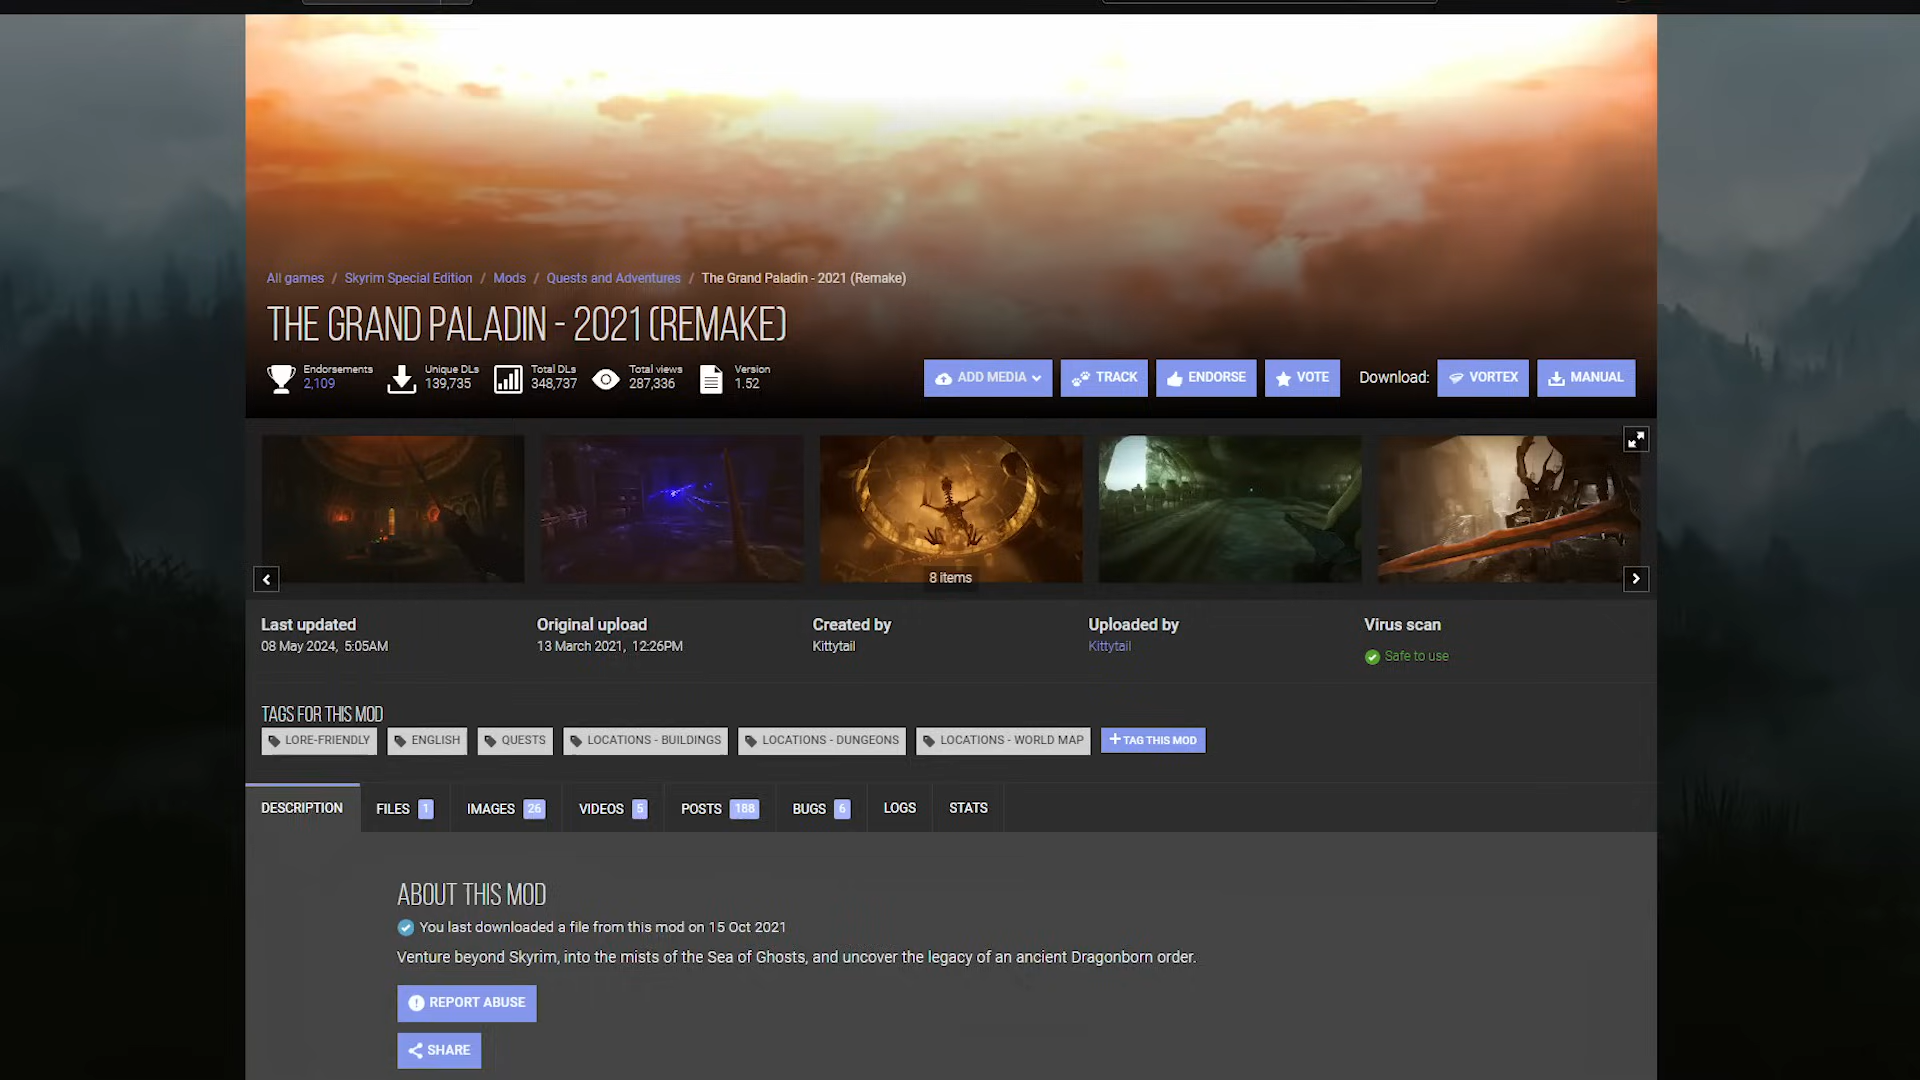 All games / Skyrim Special Edition / Mods / Quests and Adventures / The Grand Paladin - 2021 (Remake)
THE GRAND PALADIN - 2021 (REMAKE)
Endorsements
2,109
Unique DLs
139,735
Total DLs
348,737
Total views
287,336
Version
1.52
ADD MEDIA
TRACK
ENDORSE
VOTE
Download:
VORTEX
MANUAL
8 items
Last updated
08 May 2024, 5:05AM
Original upload
13 March 2021, 12:26PM
Created by
Kittytail
Uploaded by
Kittytail
Virus scan
Safe to use
TAGS FOR THIS MOD
LORE-FRIENDLY
ENGLISH
QUESTS
LOCATIONS - BUILDINGS
LOCATIONS - DUNGEONS
LOCATIONS - WORLD MAP
+ TAG THIS MOD
DESCRIPTION
FILES 1
IMAGES 26
VIDEOS 5
POSTS 188
BUGS 6
LOGS
STATS
ABOUT THIS MOD
You last downloaded a file from this mod on 15 Oct 2021
Venture beyond Skyrim, into the mists of the Sea of Ghosts, and uncover the legacy of an ancient Dragonborn order.
REPORT ABUSE
SHARE